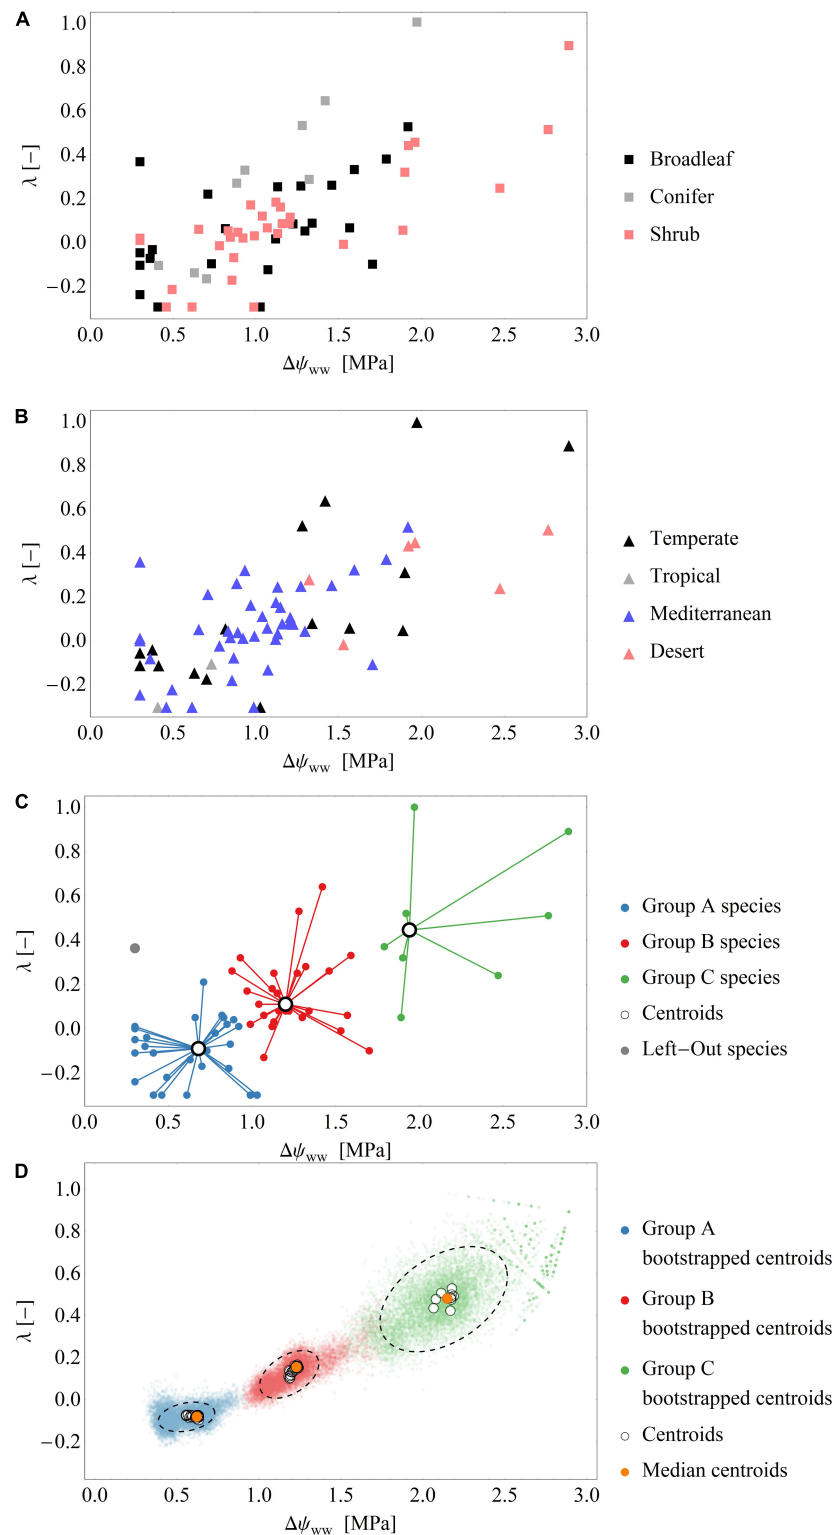 A
1.0
0.8
0.6
0.4
0.2
0.0
−0.2
λ [−]
0.0 0.5 1.0 1.5 2.0 2.5 3.0
Δψww [MPa]
Broadleaf
Conifer
Shrub
B
1.0
0.8
0.6
0.4
0.2
0.0
−0.2
λ [−]
0.0 0.5 1.0 1.5 2.0 2.5 3.0
Δψww [MPa]
Temperate
Tropical
Mediterranean
Desert
C
1.0
0.8
0.6
0.4
0.2
0.0
−0.2
λ [−]
0.0 0.5 1.0 1.5 2.0 2.5 3.0
Δψww [MPa]
Group A species
Group B species
Group C species
Centroids
Left−Out species
D
1.0
0.8
0.6
0.4
0.2
0.0
−0.2
λ [−]
0.0 0.5 1.0 1.5 2.0 2.5 3.0
Δψww [MPa]
Group A
bootstrapped centroids
Group B
bootstrapped centroids
Group C
bootstrapped centroids
Centroids
Median centroids